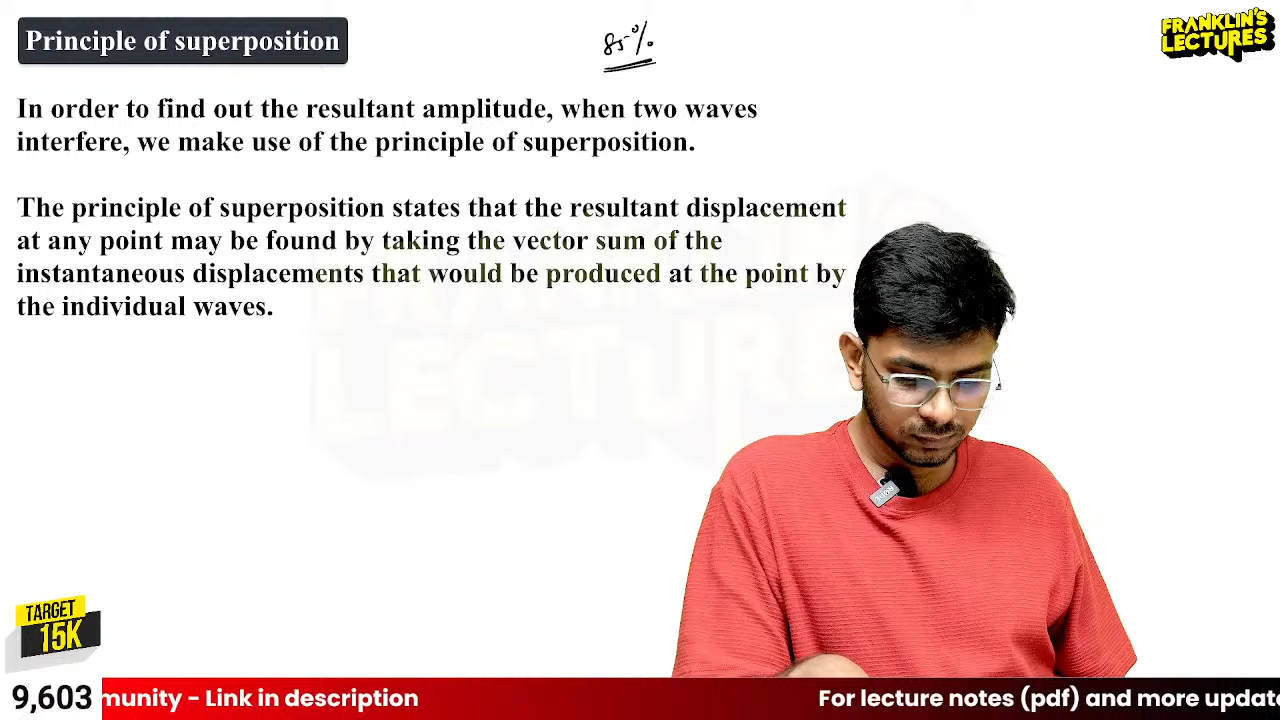 Principle of superposition
85%
FRANKLIN'S
LECTURES
In order to find out the resultant amplitude, when two waves
interfere, we make use of the principle of superposition.
The principle of superposition states that the resultant displacement
at any point may be found by taking the vector sum of the
instantaneous displacements that would be produced at the point by
the individual waves.
TARGET
15K
9,603
munity - Link in description
For lecture notes (pdf) and more updat